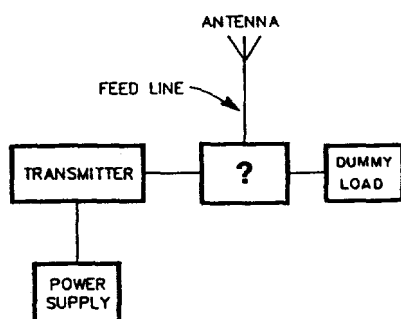 ANTENNA
FEED LINE
TRANSMITTER
?
DUMMY
LOAD
POWER
SUPPLY